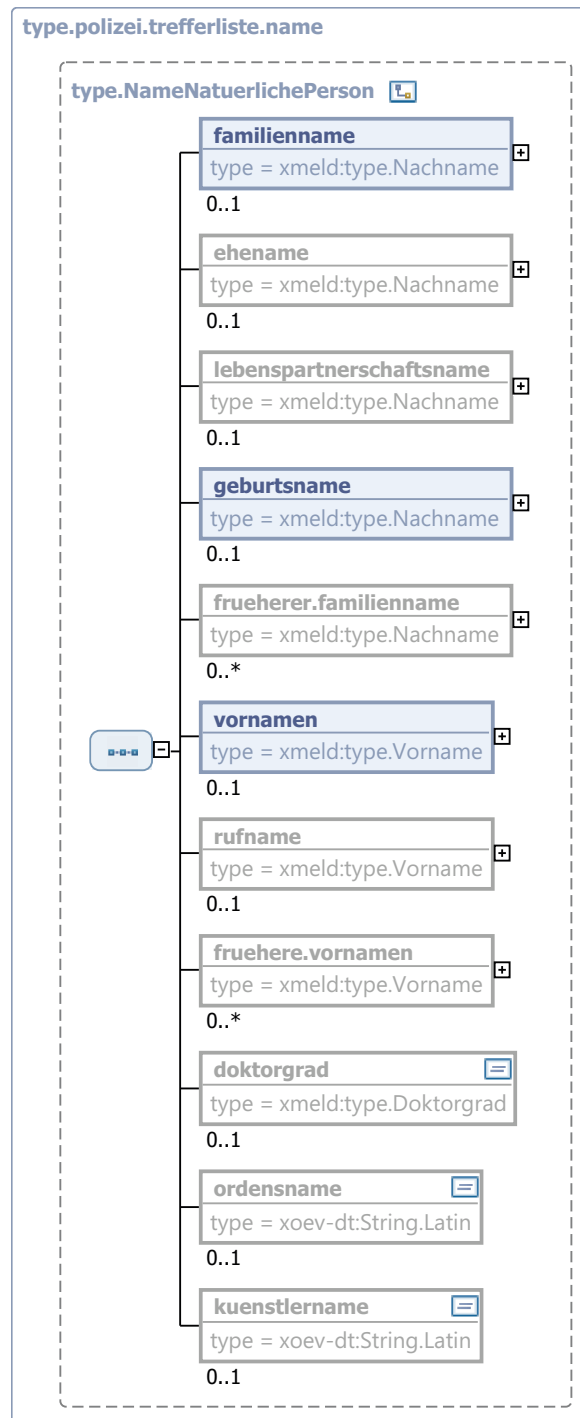 type.polizei.trefferliste.name
type.NameNatuerlichePerson
familienname
type = xmeld:type.Nachname
0..1
ehename
type = xmeld:type.Nachname
0..1
lebenspartnerschaftsname
type = xmeld:type.Nachname
0..1
geburtsname
type = xmeld:type.Nachname
0..1
frueherer.familienname
type = xmeld:type.Nachname
0..*
vornamen
type = xmeld:type.Vorname
0..1
rufname
type = xmeld:type.Vorname
0..1
fruehere.vornamen
type = xmeld:type.Vorname
0..*
doktorgrad
type = xmeld:type.Doktorgrad
0..1
ordensname
type = xoev-dt:String.Latin
0..1
kuenstlername
type = xoev-dt:String.Latin
0..1